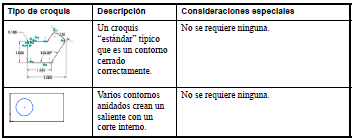 Tipo de croquis
Descripción
Consideraciones especiales
Un croquis
"estándar" típico
que es un contorno
cerrado
correctamente.
No se requiere ninguna.
Varios contornos
anidados crean un
saliente con un
corte interno.
No se requiere ninguna.